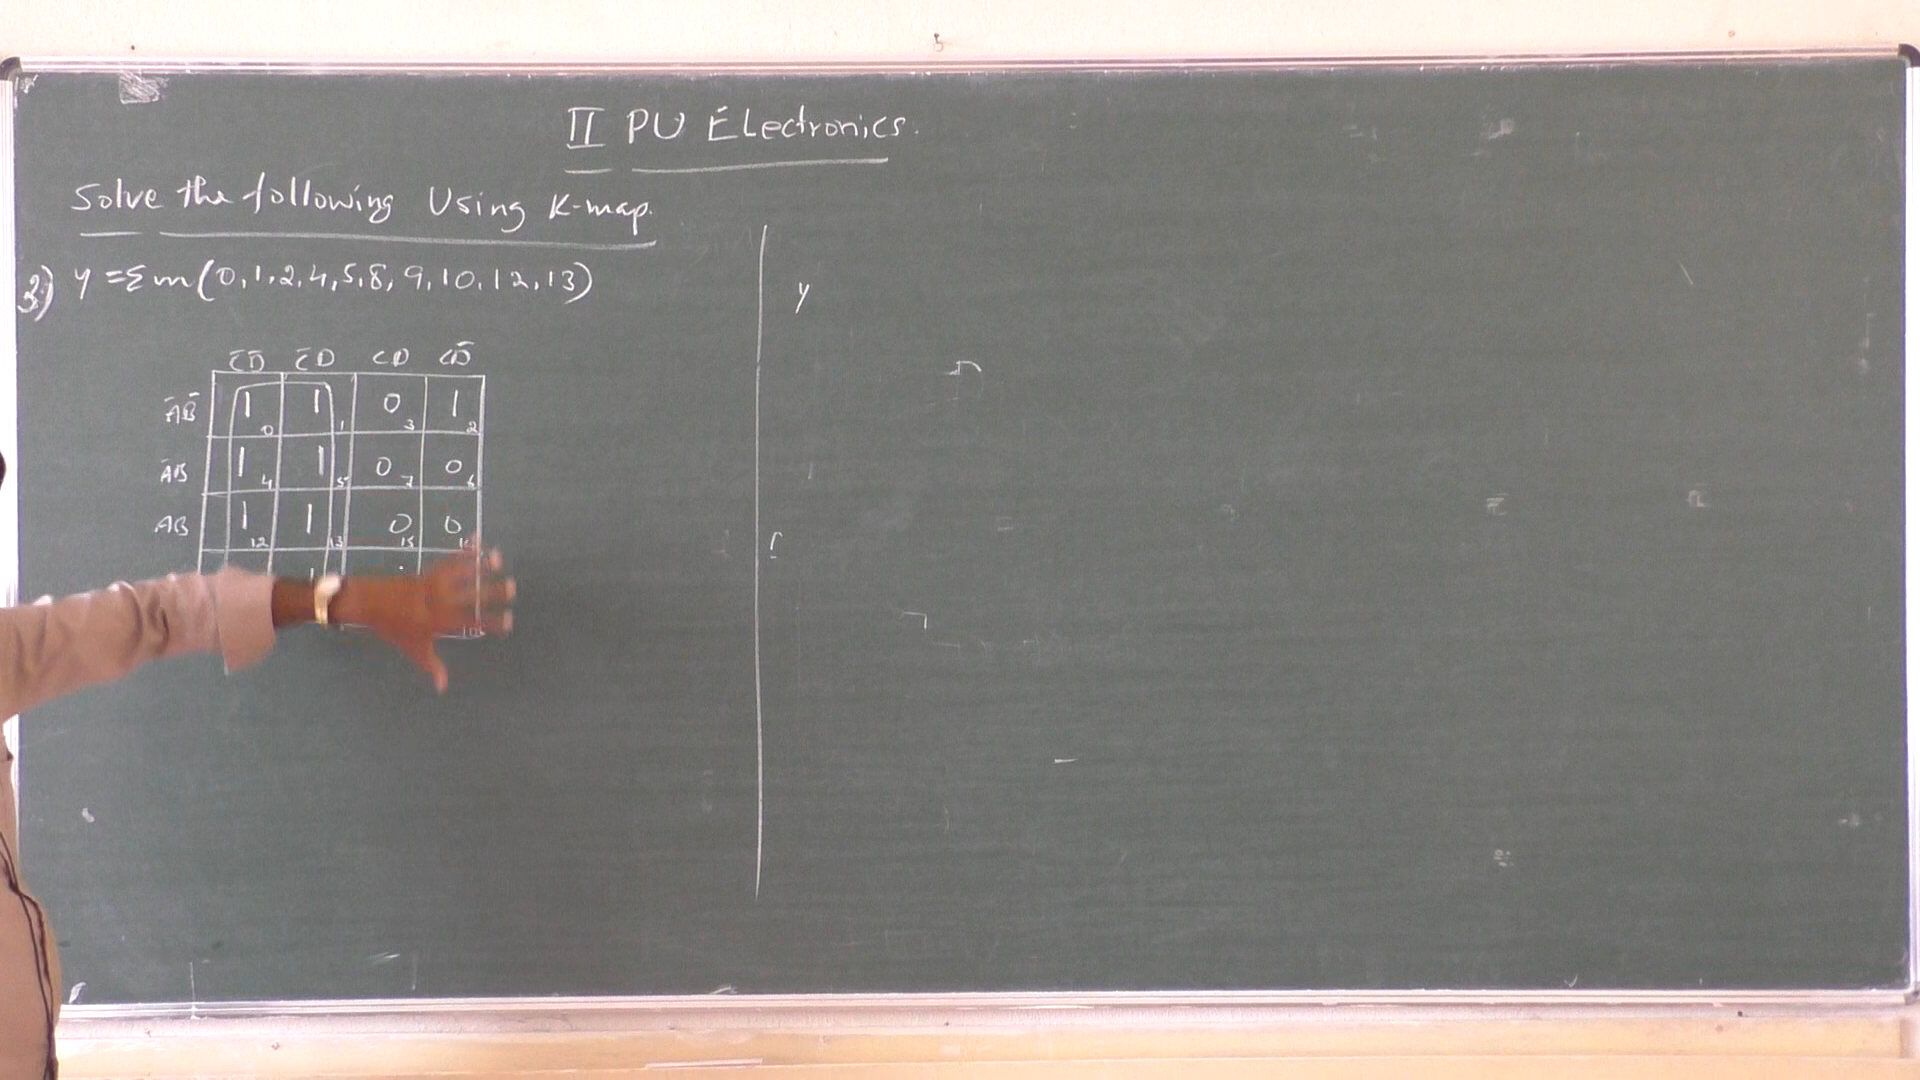 II PU Electronics.
Solve the following Using K-map.
3) y = Σm(0,1,2,4,5,8,9,10,12,13)
y
C̄D̄ C̄D CD CD̄
ĀB̄ 1 0 1 1 0 3 1 2
ĀB 1 4 1 5 0 7 0 6
AB 1 12 1 13 0 15 0
10